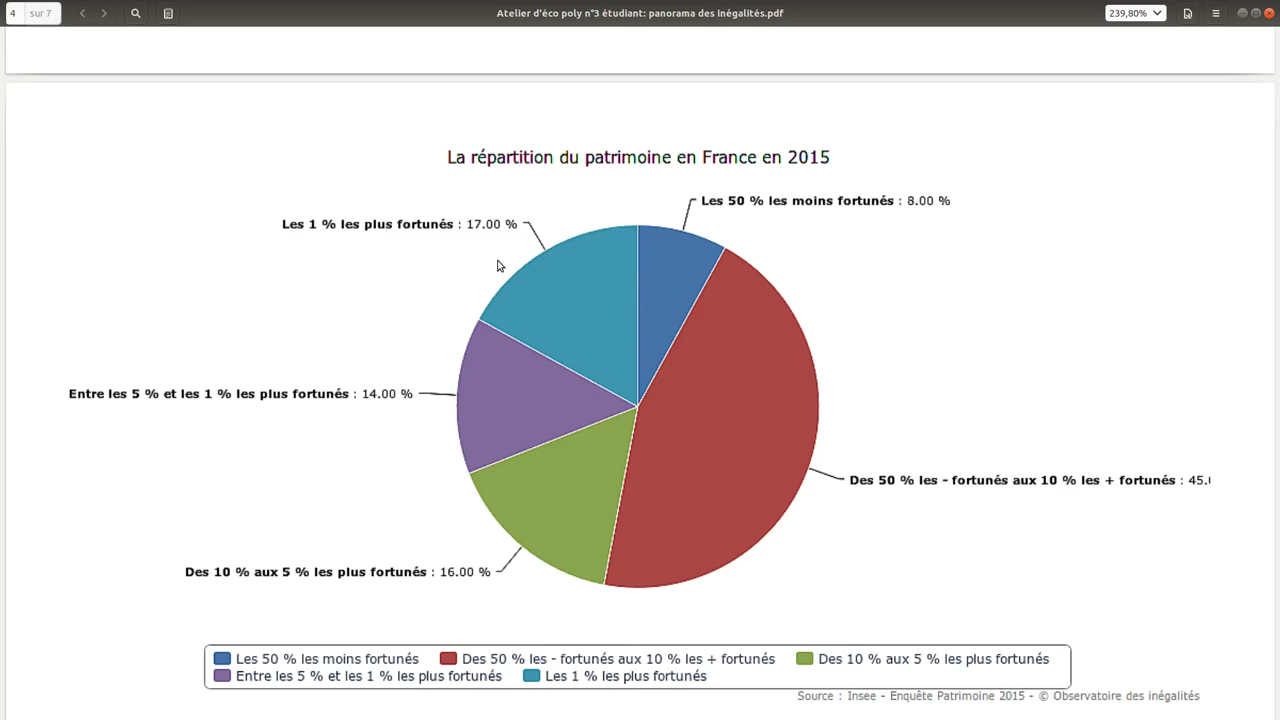 4 sur 7
Atelier d'éco poly n°3 étudiant: panorama des inégalités.pdf
239,80%
La répartition du patrimoine en France en 2015
Les 50 % les moins fortunés : 8.00 %
Les 1 % les plus fortunés : 17.00 %
Entre les 5 % et les 1 % les plus fortunés : 14.00 %
Des 50 % les - fortunés aux 10 % les + fortunés : 45.
Des 10 % aux 5 % les plus fortunés : 16.00 %
Les 50 % les moins fortunés Des 50 % les - fortunés aux 10 % les + fortunés Des 10 % aux 5 % les plus fortunés
Entre les 5 % et les 1 % les plus fortunés Les 1 % les plus fortunés
Source : Insee - Enquête Patrimoine 2015 - © Observatoire des inégalités